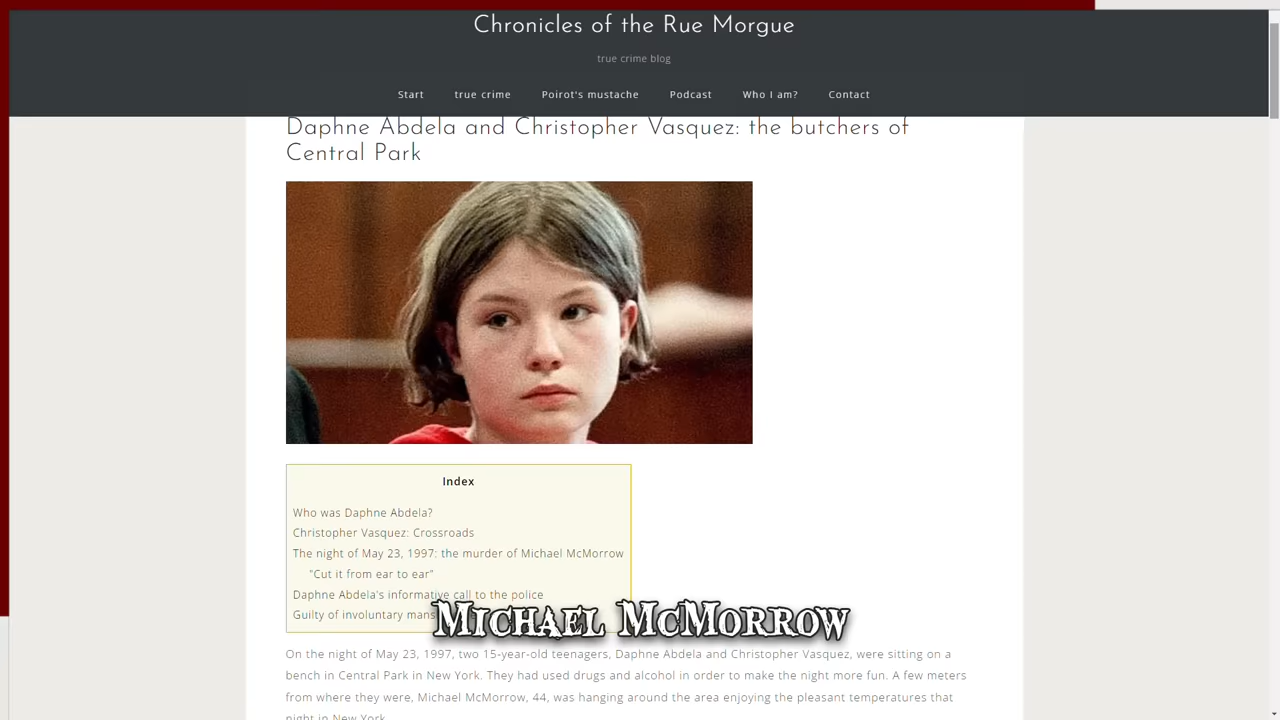 Chronicles of the Rue Morgue
true crime blog
Start true crime Poirot's mustache Podcast Who I am? Contact
Daphne Abdela and Christopher Vasquez: the butchers of
Central Park
Index
Who was Daphne Abdela?
Christopher Vasquez: Crossroads
The night of May 23, 1997: the murder of Michael McMorrow
"Cut it from ear to ear"
Daphne Abdela's informative call to the police
Guilty of involuntary
Michael McMorrow
On the night of May 23, 1997, two 15-year-old teenagers, Daphne Abdela and Christopher Vasquez, were sitting on a
bench in Central Park in New York. They had used drugs and alcohol in order to make the night more fun. A few meters
from where they were, Michael McMorrow, 44, was hanging around the area enjoying the pleasant temperatures that
night in New York.